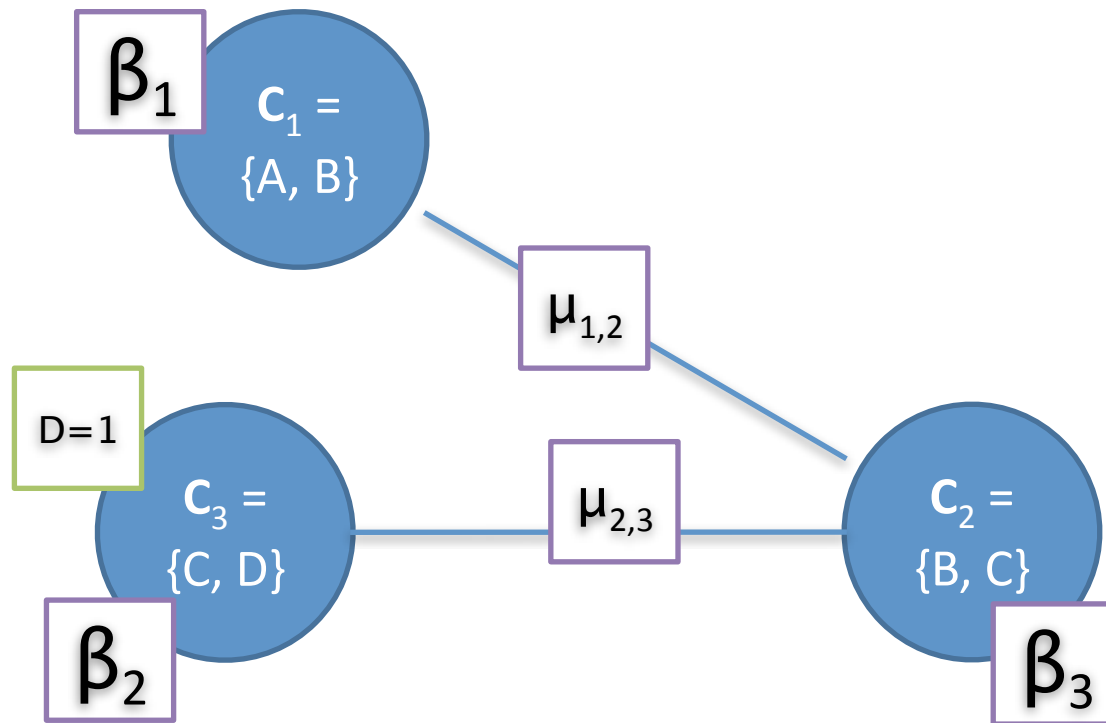 β₁
C₁ =
{A, B}
μ₁,₂
D=1
C₃ =
{C, D}
β₂
μ₂,₃
C₂ =
{B, C}
β₃